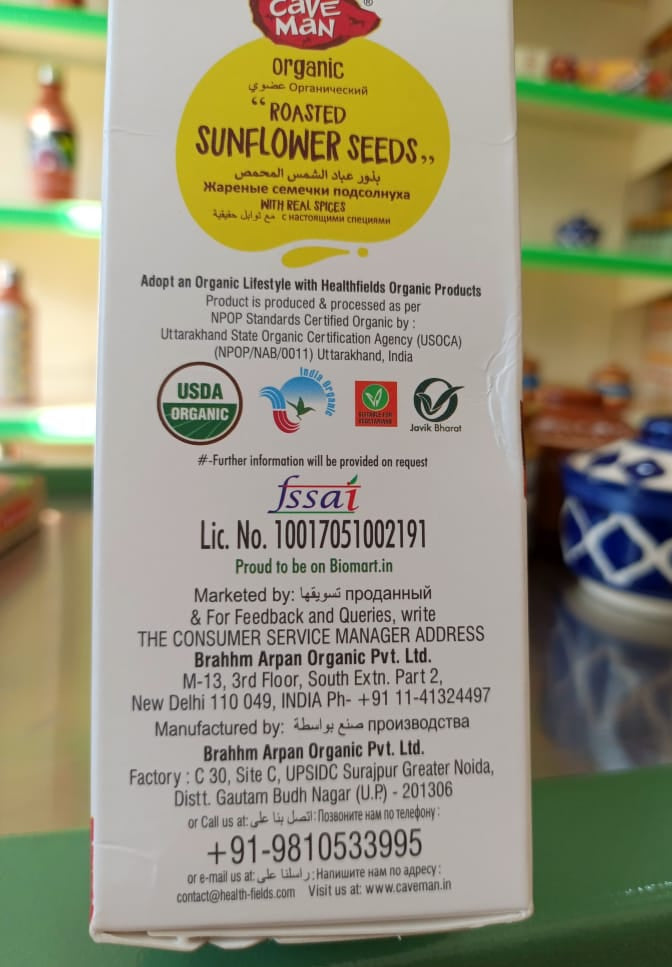 CAVE
MAN ®
organic
عضوي Органический
“ROASTED
SUNFLOWER SEEDS„
بذور عباد الشمس المحمص
Жареные семечки подсолнуха
WITH REAL SPICES
مع توابل حقيقية с настоящими специями
Adopt an Organic Lifestyle with Healthfields Organic Products
Product is produced & processed as per
NPOP Standards Certified Organic by :
Uttarakhand State Organic Certification Agency (USOCA)
(NPOP/NAB/0011) Uttarakhand, India
USDA
ORGANIC
India Organic
SUITABLE FOR
VEGETARIANS
Javik Bharat
#-Further information will be provided on request
fssai
Lic. No. 10017051002191
Proud to be on Biomart.in
Marketed by: تسويقها проданный
& For Feedback and Queries, write
THE CONSUMER SERVICE MANAGER ADDRESS
Brahhm Arpan Organic Pvt. Ltd.
M-13, 3rd Floor, South Extn. Part 2,
New Delhi 110 049, INDIA Ph- +91 11-41324497
Manufactured by: صنع بواسطة производства
Brahhm Arpan Organic Pvt. Ltd.
Factory : C 30, Site C, UPSIDC Surajpur Greater Noida,
Distt. Gautam Budh Nagar (U.P.) - 201306
or Call us at: اتصل بنا على :Позвоните нам по телефону:
+91-9810533995
or e-mail us at: راسلنا على :Напишите нам по адресу:
contact@health-fields.com Visit us at: www.caveman.in